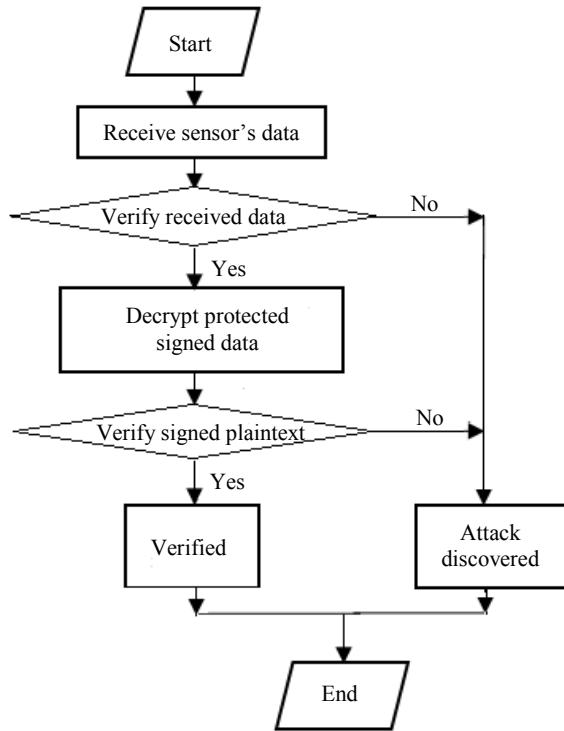 Start
Receive sensor’s data
Verify received data
No
Yes
Decrypt protected
signed data
Verify signed plaintext
No
Yes
Verified
Attack
discovered
End